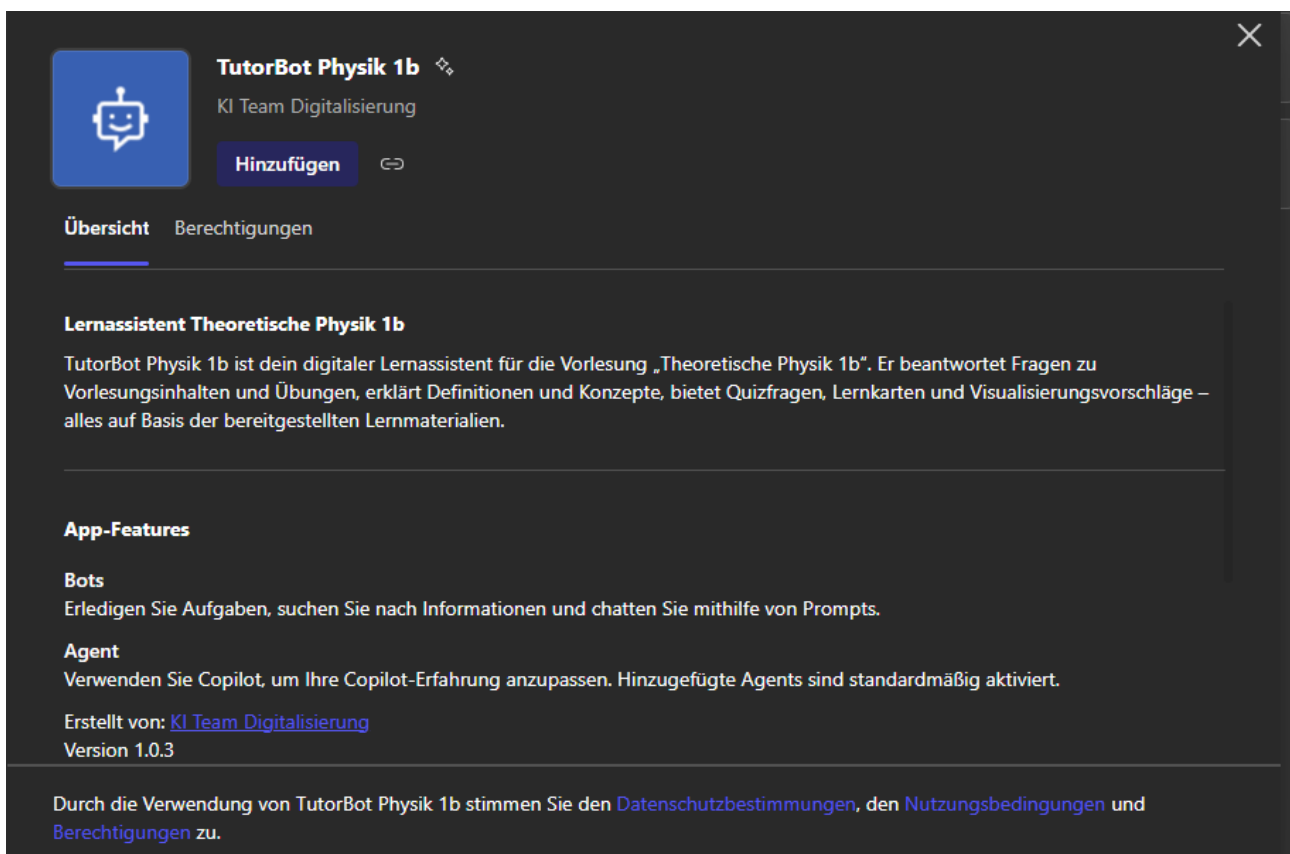 TutorBot Physik 1b
KI Team Digitalisierung
Hinzufügen
Übersicht Berechtigungen
Lernassistent Theoretische Physik 1b
TutorBot Physik 1b ist dein digitaler Lernassistent für die Vorlesung „Theoretische Physik 1b“. Er beantwortet Fragen zu
Vorlesungsinhalten und Übungen, erklärt Definitionen und Konzepte, bietet Quizfragen, Lernkarten und Visualisierungsvorschläge –
alles auf Basis der bereitgestellten Lernmaterialien.
App-Features
Bots
Erledigen Sie Aufgaben, suchen Sie nach Informationen und chatten Sie mithilfe von Prompts.
Agent
Verwenden Sie Copilot, um Ihre Copilot-Erfahrung anzupassen. Hinzugefügte Agents sind standardmäßig aktiviert.
Erstellt von: KI Team Digitalisierung
Version 1.0.3
Durch die Verwendung von TutorBot Physik 1b stimmen Sie den Datenschutzbestimmungen, den Nutzungsbedingungen und
Berechtigungen zu.